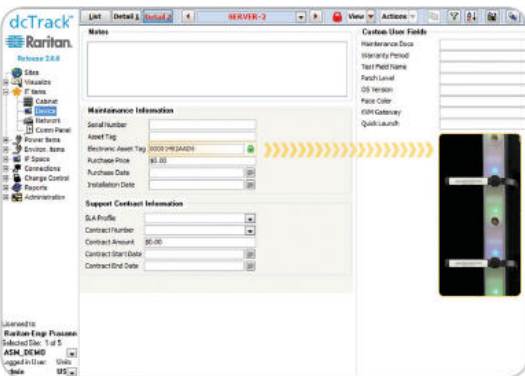 dcTrack
List Detail 1 Detail 2 SERVER-2 View Actions
Raritan.
Release 2.0.0
Sites
Visualize
IT Items
Cabinet
Device
Network
Comm Panel
Power Items
Environ. Items
IP Space
Connections
Change Control
Reports
Administration
Licensed to:
Raritan Engr Prasann
Selected Site: 1 of 5
ASM_DEMO
Logged in User: Units
admin US
Notes
Maintainance Information
Serial Number
Asset Tag
Electronic Asset Tag
Purchase Price $0.00
Purchase Date
Installation Date
Support Contract Information
SLA Profile
Contract Number
Contract Amount $0.00
Contract Start Date
Contract End Date
Custom User Fields
Maintenance Docs
Warranty Period
Test Field Name
Patch Level
OS Version
Face Color
KVM Gateway
Quick Launch